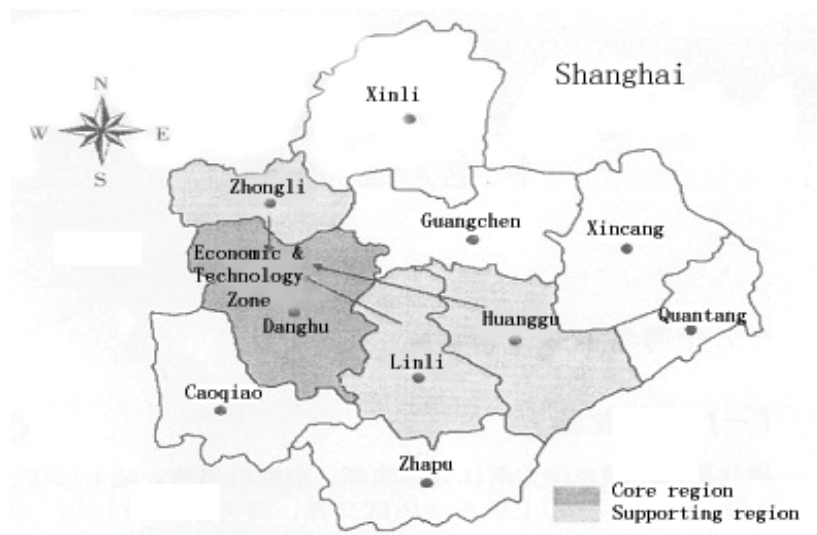 Shanghai
Xinli
N
W
E
S
Zhongli
Guangchen
Xincang
Economic &
Technology
Zone
Danghu
Huanggu
Quantang
Linli
Caoqiao
Zhapu
Core region
Supporting region